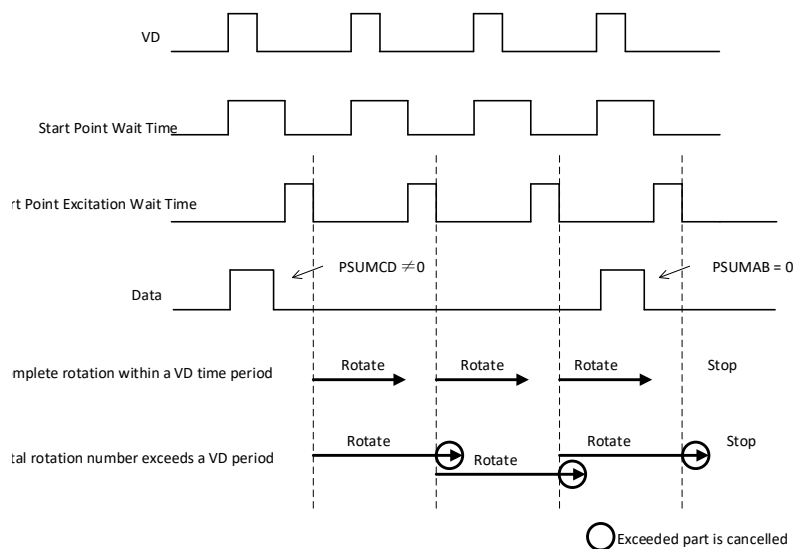 VD
Start Point Wait Time
rt Point Excitation Wait Time
PSUMCD ≠0
PSUMAB = 0
Data
Rotate
Rotate
Rotate
Stop
mplete rotation within a VD time period
Rotate
Rotate
Stop
tal rotation number exceeds a VD period
Rotate
Exceeded part is cancelled